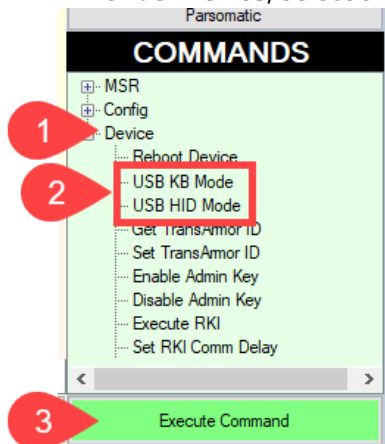 Parsomatic
COMMANDS
MSR
Config
1
Device
Reboot Device
2
USB KB Mode
USB HID Mode
Get TransArmor ID
Set TransArmor ID
Enable Admin Key
Disable Admin Key
Execute RKI
Set RKI Comm Delay
3
Execute Command